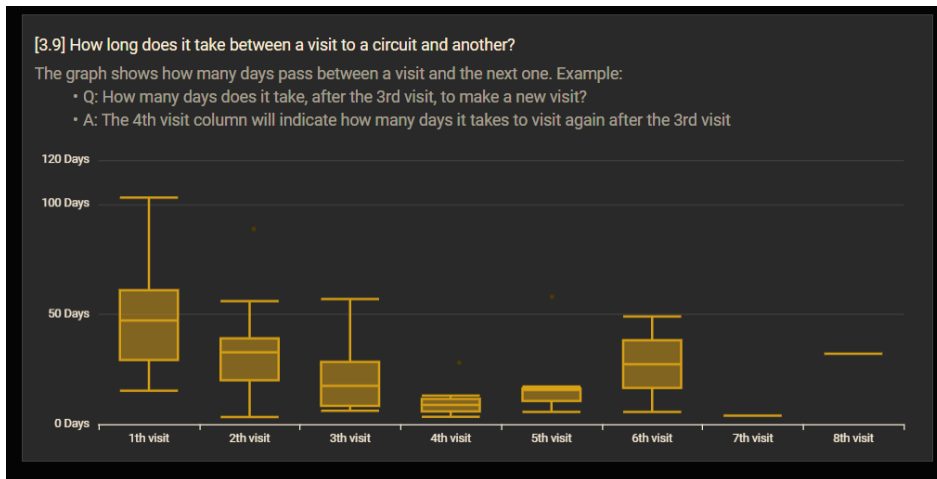 [3.9] How long does it take between a visit to a circuit and another?
The graph shows how many days pass between a visit and the next one. Example:
• Q: How many days does it take, after the 3rd visit, to make a new visit?
• A: The 4th visit column will indicate how many days it takes to visit again after the 3rd visit
120 Days
100 Days
50 Days
0 Days
1th visit
2th visit
3th visit
4th visit
5th visit
6th visit
7th visit
8th visit